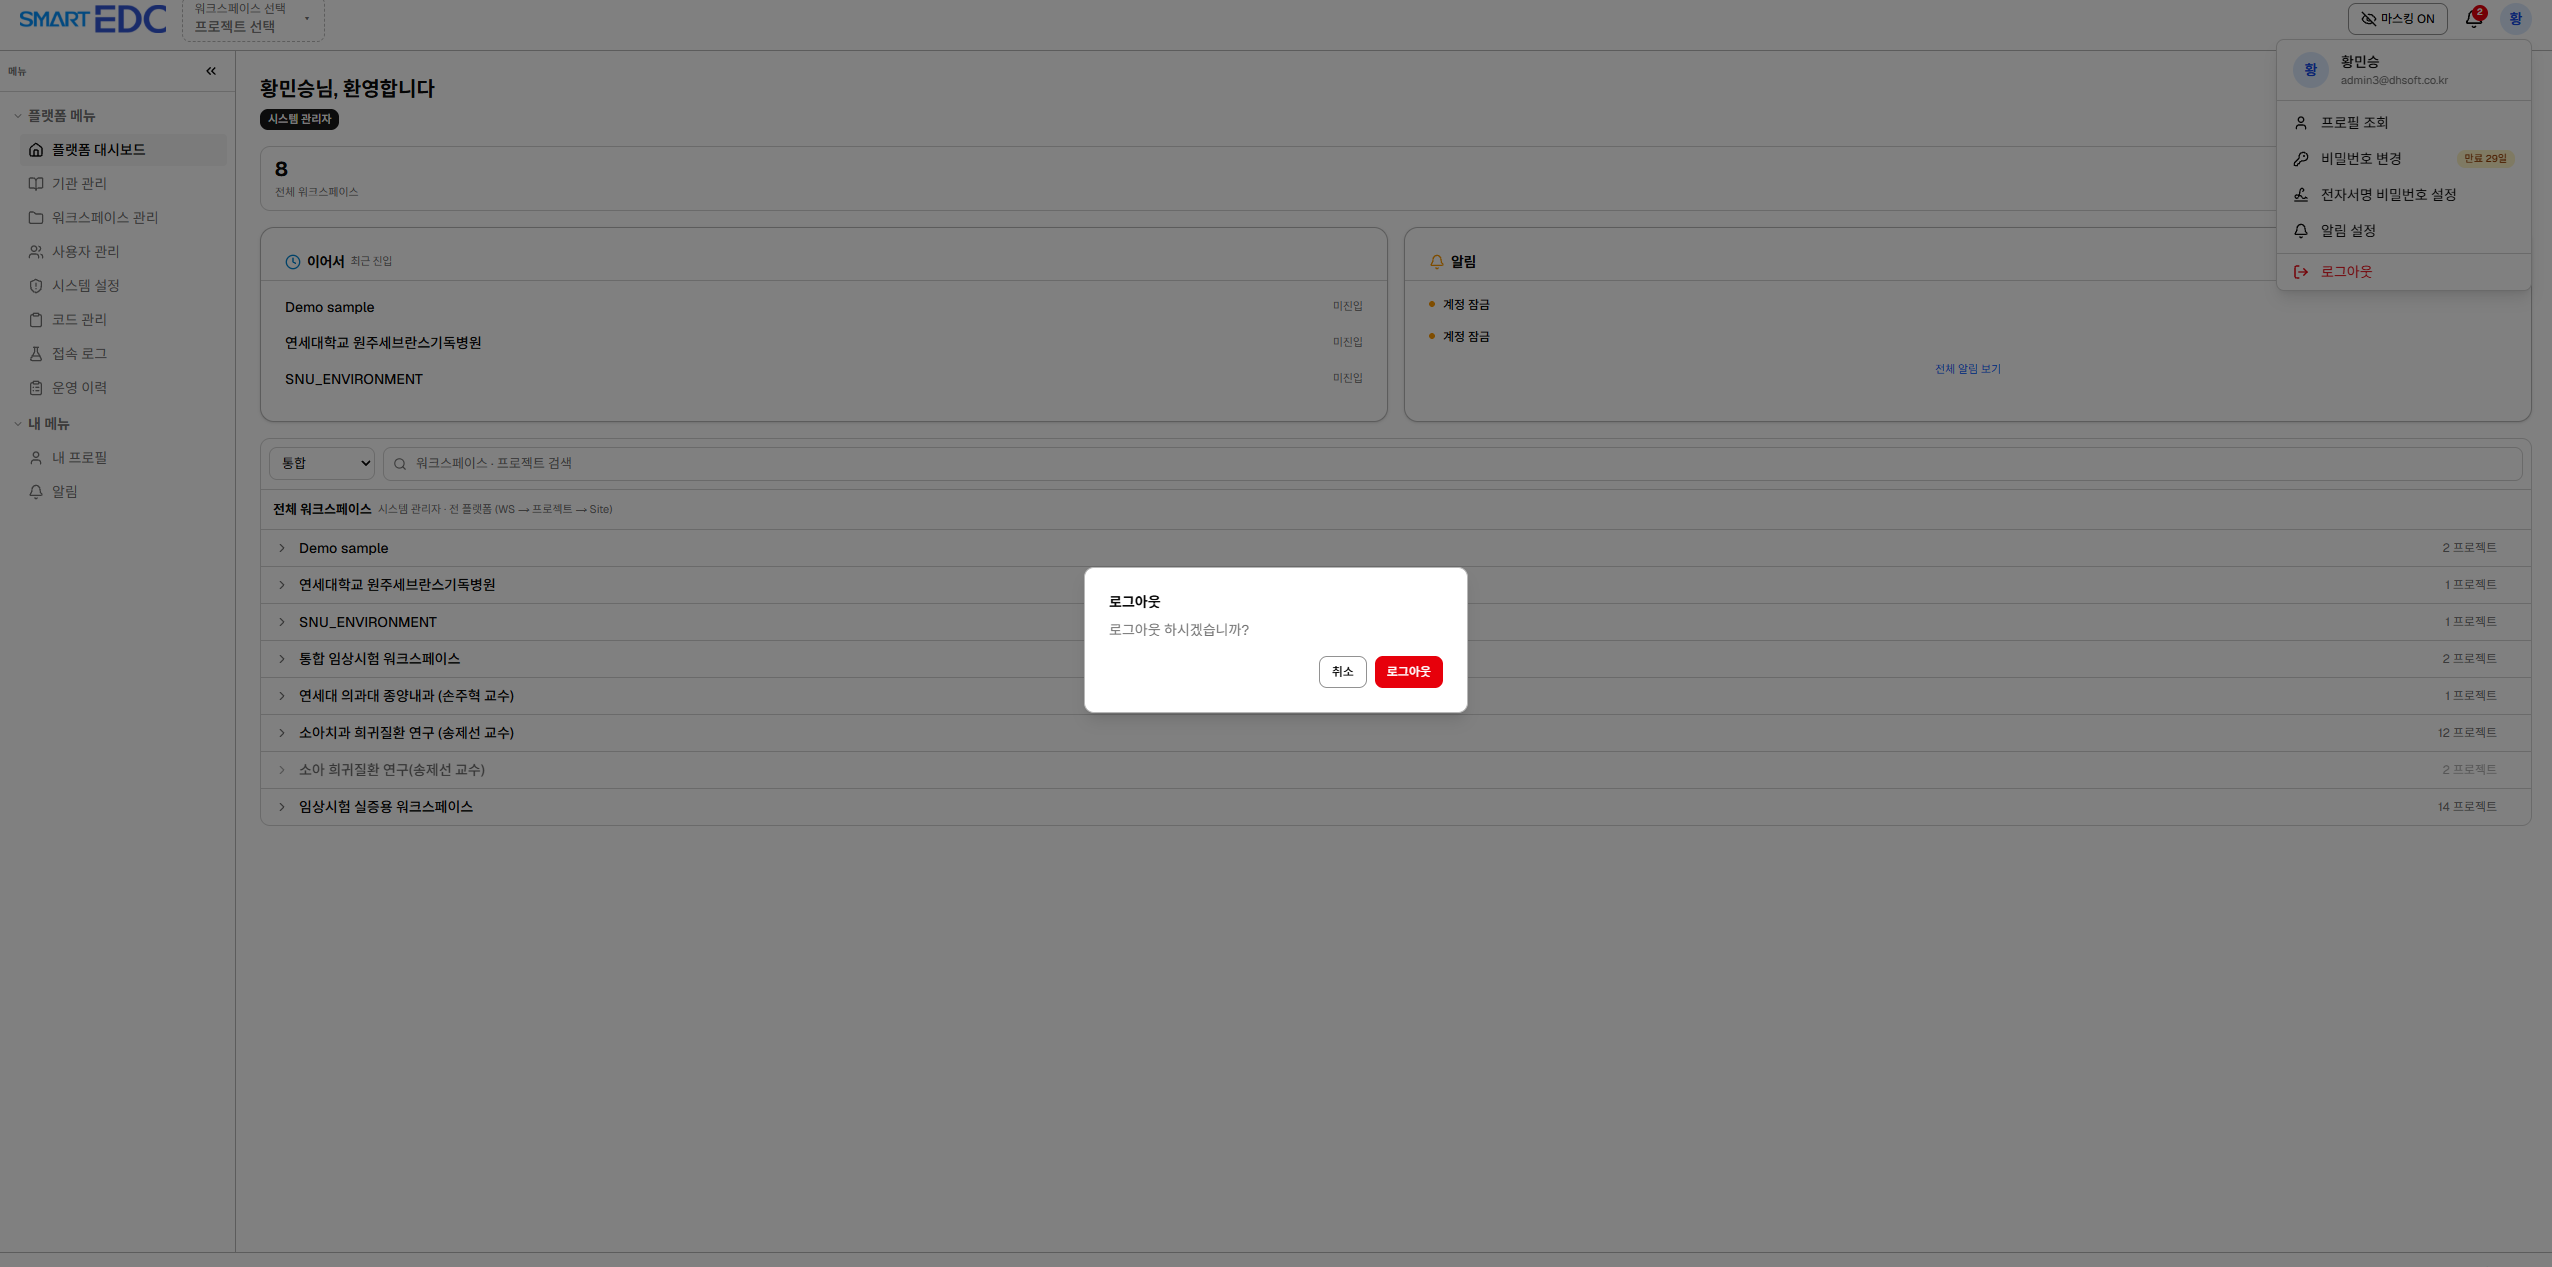 SMART EDC
워크스페이스 선택
프로젝트 선택
마스킹 ON
2
황
메뉴
플랫폼 메뉴
플랫폼 대시보드
기관 관리
워크스페이스 관리
사용자 관리
시스템 설정
코드 관리
접속 로그
운영 이력
내 메뉴
내 프로필
알림
황민승님, 환영합니다
시스템 관리자
8
전체 워크스페이스
이어서 최근 진입
Demo sample 미진입
연세대학교 원주세브란스기독병원 미진입
SNU_ENVIRONMENT 미진입
알림
계정 잠금
계정 잠금
전체 알림 보기
황
황민승
admin3@dhsoft.co.kr
프로필 조회
비밀번호 변경 만료 29일
전자서명 비밀번호 설정
알림 설정
로그아웃
통합
워크스페이스 · 프로젝트 검색
전체 워크스페이스 시스템 관리자 · 전 플랫폼 (WS → 프로젝트 → Site)
Demo sample 2 프로젝트
연세대학교 원주세브란스기독병원 1 프로젝트
SNU_ENVIRONMENT 1 프로젝트
통합 임상시험 워크스페이스 2 프로젝트
연세대 의과대 종양내과 (손주혁 교수) 1 프로젝트
소아치과 희귀질환 연구 (송제선 교수) 12 프로젝트
소아 희귀질환 연구(송제선 교수) 2 프로젝트
임상시험 실증용 워크스페이스 14 프로젝트
로그아웃
로그아웃 하시겠습니까?
취소
로그아웃